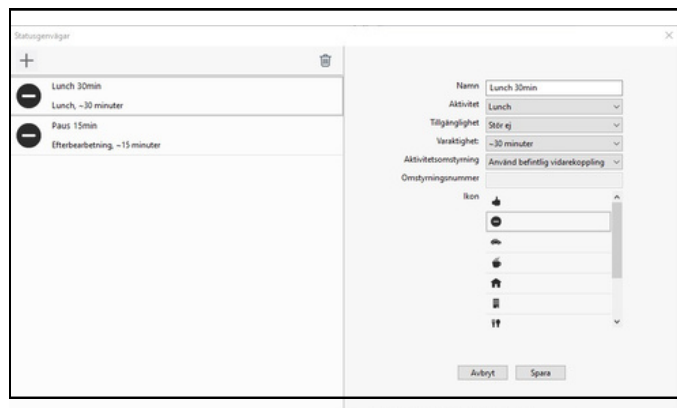 Statusgenvägar
Lunch 30min
Lunch, ~30 minuter
Paus 15min
Efterbearbetning, ~15 minuter
Namn Lunch 30min
Aktivitet Lunch
Tillgänglighet Stör ej
Varaktighet: ~30 minuter
Aktivitetsomstyrning Använd befintlig vidarekoppling
Omstyrningsnummer
Ikon
Avbryt Spara